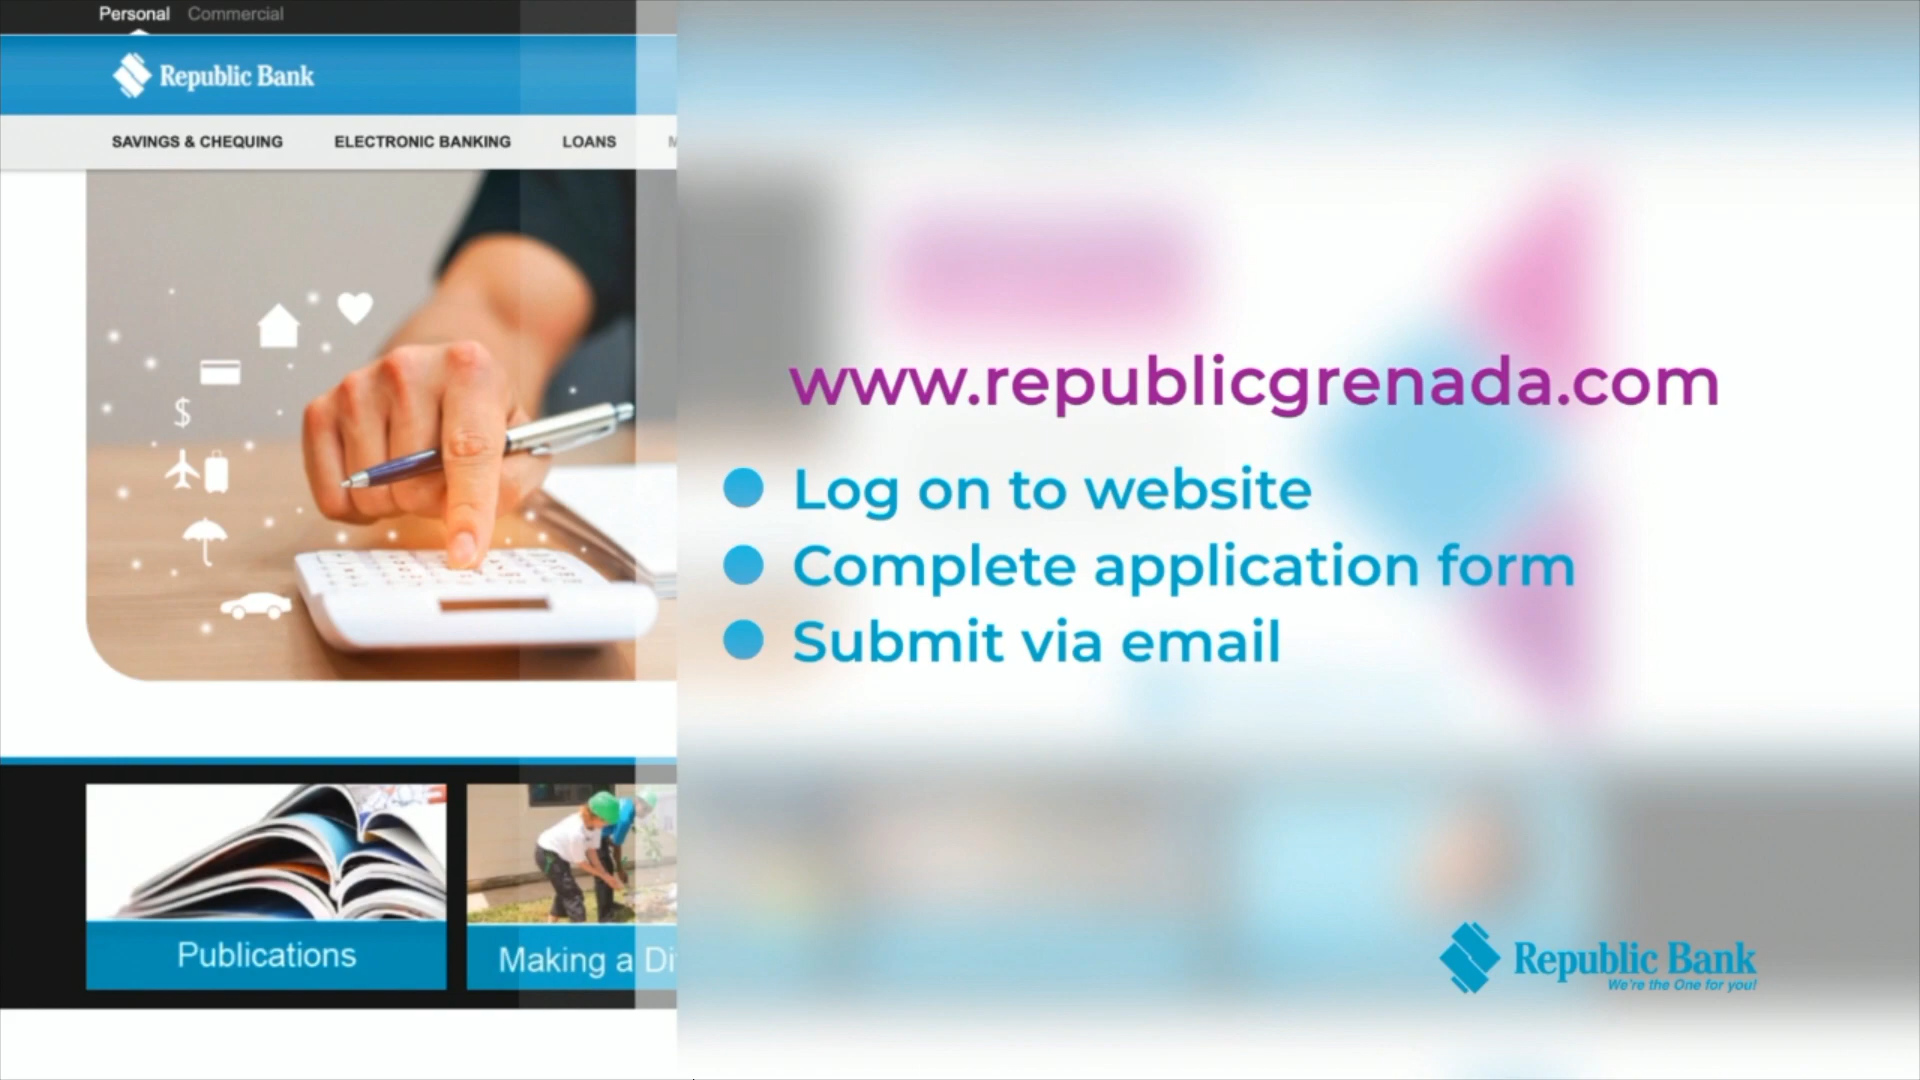 Personal Commercial
Republic Bank
SAVINGS & CHEQUING ELECTRONIC BANKING LOANS
$
www.republicgrenada.com
Log on to website
Complete application form
Submit via email
Publications
Making a Di
Republic Bank
We're the One for you!